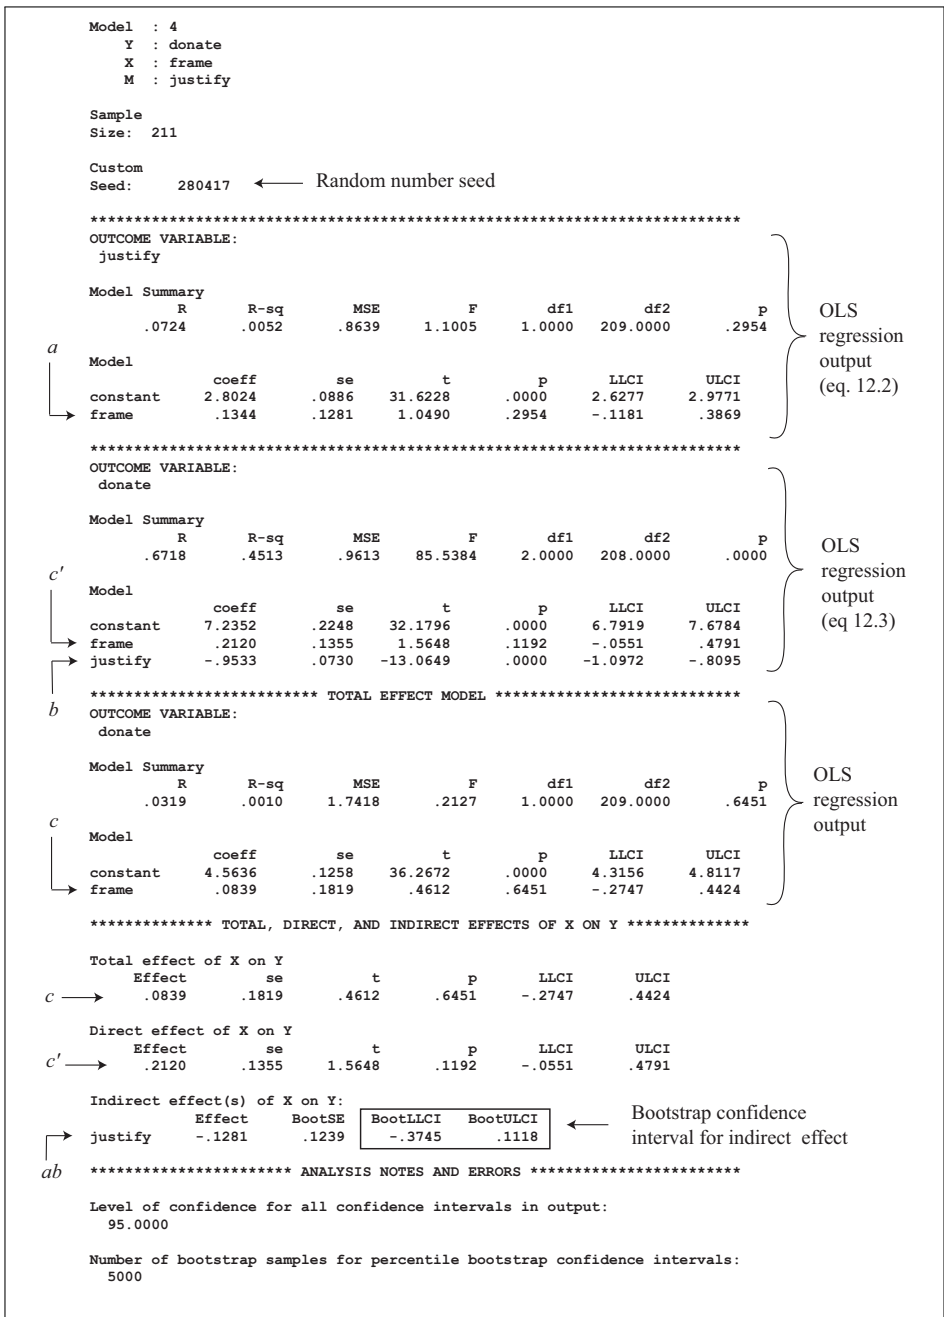 Model : 4
Y : donate
X : frame
M : justify
Sample
Size: 211
Custom
Seed: 280417 Random number seed
**************************************************************************
OUTCOME VARIABLE:
justify
Model Summary
R R-sq MSE F df1 df2 p
.0724 .0052 .8639 1.1005 1.0000 209.0000 .2954
OLS
regression
output
(eq. 12.2)
a
Model
coeff se t p LLCI ULCI
constant 2.8024 .0886 31.6228 .0000 2.6277 2.9771
frame .1344 .1281 1.0490 .2954 -.1181 .3869
**************************************************************************
OUTCOME VARIABLE:
donate
Model Summary
R R-sq MSE F df1 df2 p
.6718 .4513 .9613 85.5384 2.0000 208.0000 .0000
OLS
regression
output
(eq 12.3)
c'
Model
coeff se t p LLCI ULCI
constant 7.2352 .2248 32.1796 .0000 6.7919 7.6784
frame .2120 .1355 1.5648 .1192 -.0551 .4791
justify -.9533 .0730 -13.0649 .0000 -1.0972 -.8095
b
************************** TOTAL EFFECT MODEL ****************************
OUTCOME VARIABLE:
donate
Model Summary
R R-sq MSE F df1 df2 p
.0319 .0010 1.7418 .2127 1.0000 209.0000 .6451
OLS
regression
output
c
Model
coeff se t p LLCI ULCI
constant 4.5636 .1258 36.2672 .0000 4.3156 4.8117
frame .0839 .1819 .4612 .6451 -.2747 .4424
************** TOTAL, DIRECT, AND INDIRECT EFFECTS OF X ON Y **************
Total effect of X on Y
Effect se t p LLCI ULCI
c .0839 .1819 .4612 .6451 -.2747 .4424
Direct effect of X on Y
Effect se t p LLCI ULCI
c' .2120 .1355 1.5648 .1192 -.0551 .4791
Indirect effect(s) of X on Y:
Effect BootSE BootLLCI BootULCI
justify -.1281 .1239 -.3745 .1118
Bootstrap confidence
interval for indirect effect
ab
*********************** ANALYSIS NOTES AND ERRORS ************************
Level of confidence for all confidence intervals in output:
95.0000
Number of bootstrap samples for percentile bootstrap confidence intervals:
5000